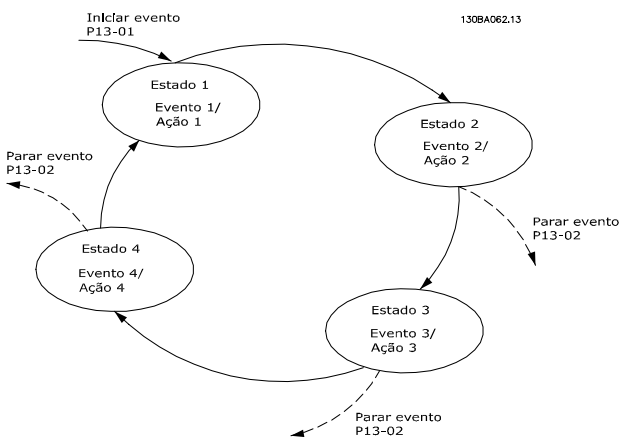 Iniciar evento
P13-01
130BA062.13
Estado 1
Evento 1/
Ação 1
Estado 2
Evento 2/
Ação 2
Parar evento
P13-02
Parar evento
P13-02
Estado 4
Evento 4/
Ação 4
Estado 3
Evento 3/
Ação 3
Parar evento
P13-02